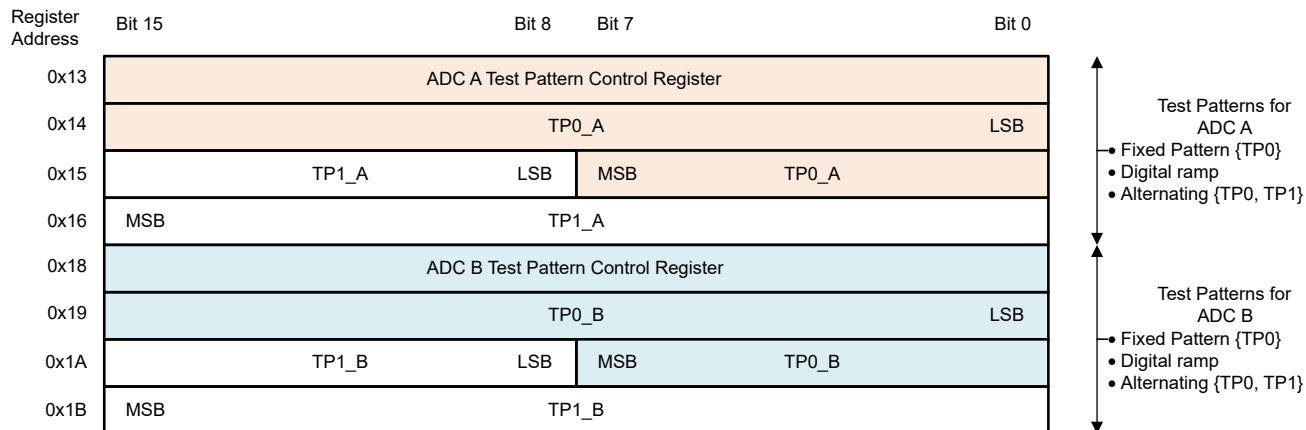 Register
Address
Bit 15 Bit 8 Bit 7 Bit 0
0x13 ADC A Test Pattern Control Register
0x14 TP0_A LSB
0x15 TP1_A LSB MSB TP0_A
0x16 MSB TP1_A
0x18 ADC B Test Pattern Control Register
0x19 TP0_B LSB
0x1A TP1_B LSB MSB TP0_B
0x1B MSB TP1_B
Test Patterns for
ADC A
• Fixed Pattern {TP0}
• Digital ramp
• Alternating {TP0, TP1}
Test Patterns for
ADC B
• Fixed Pattern {TP0}
• Digital ramp
• Alternating {TP0, TP1}